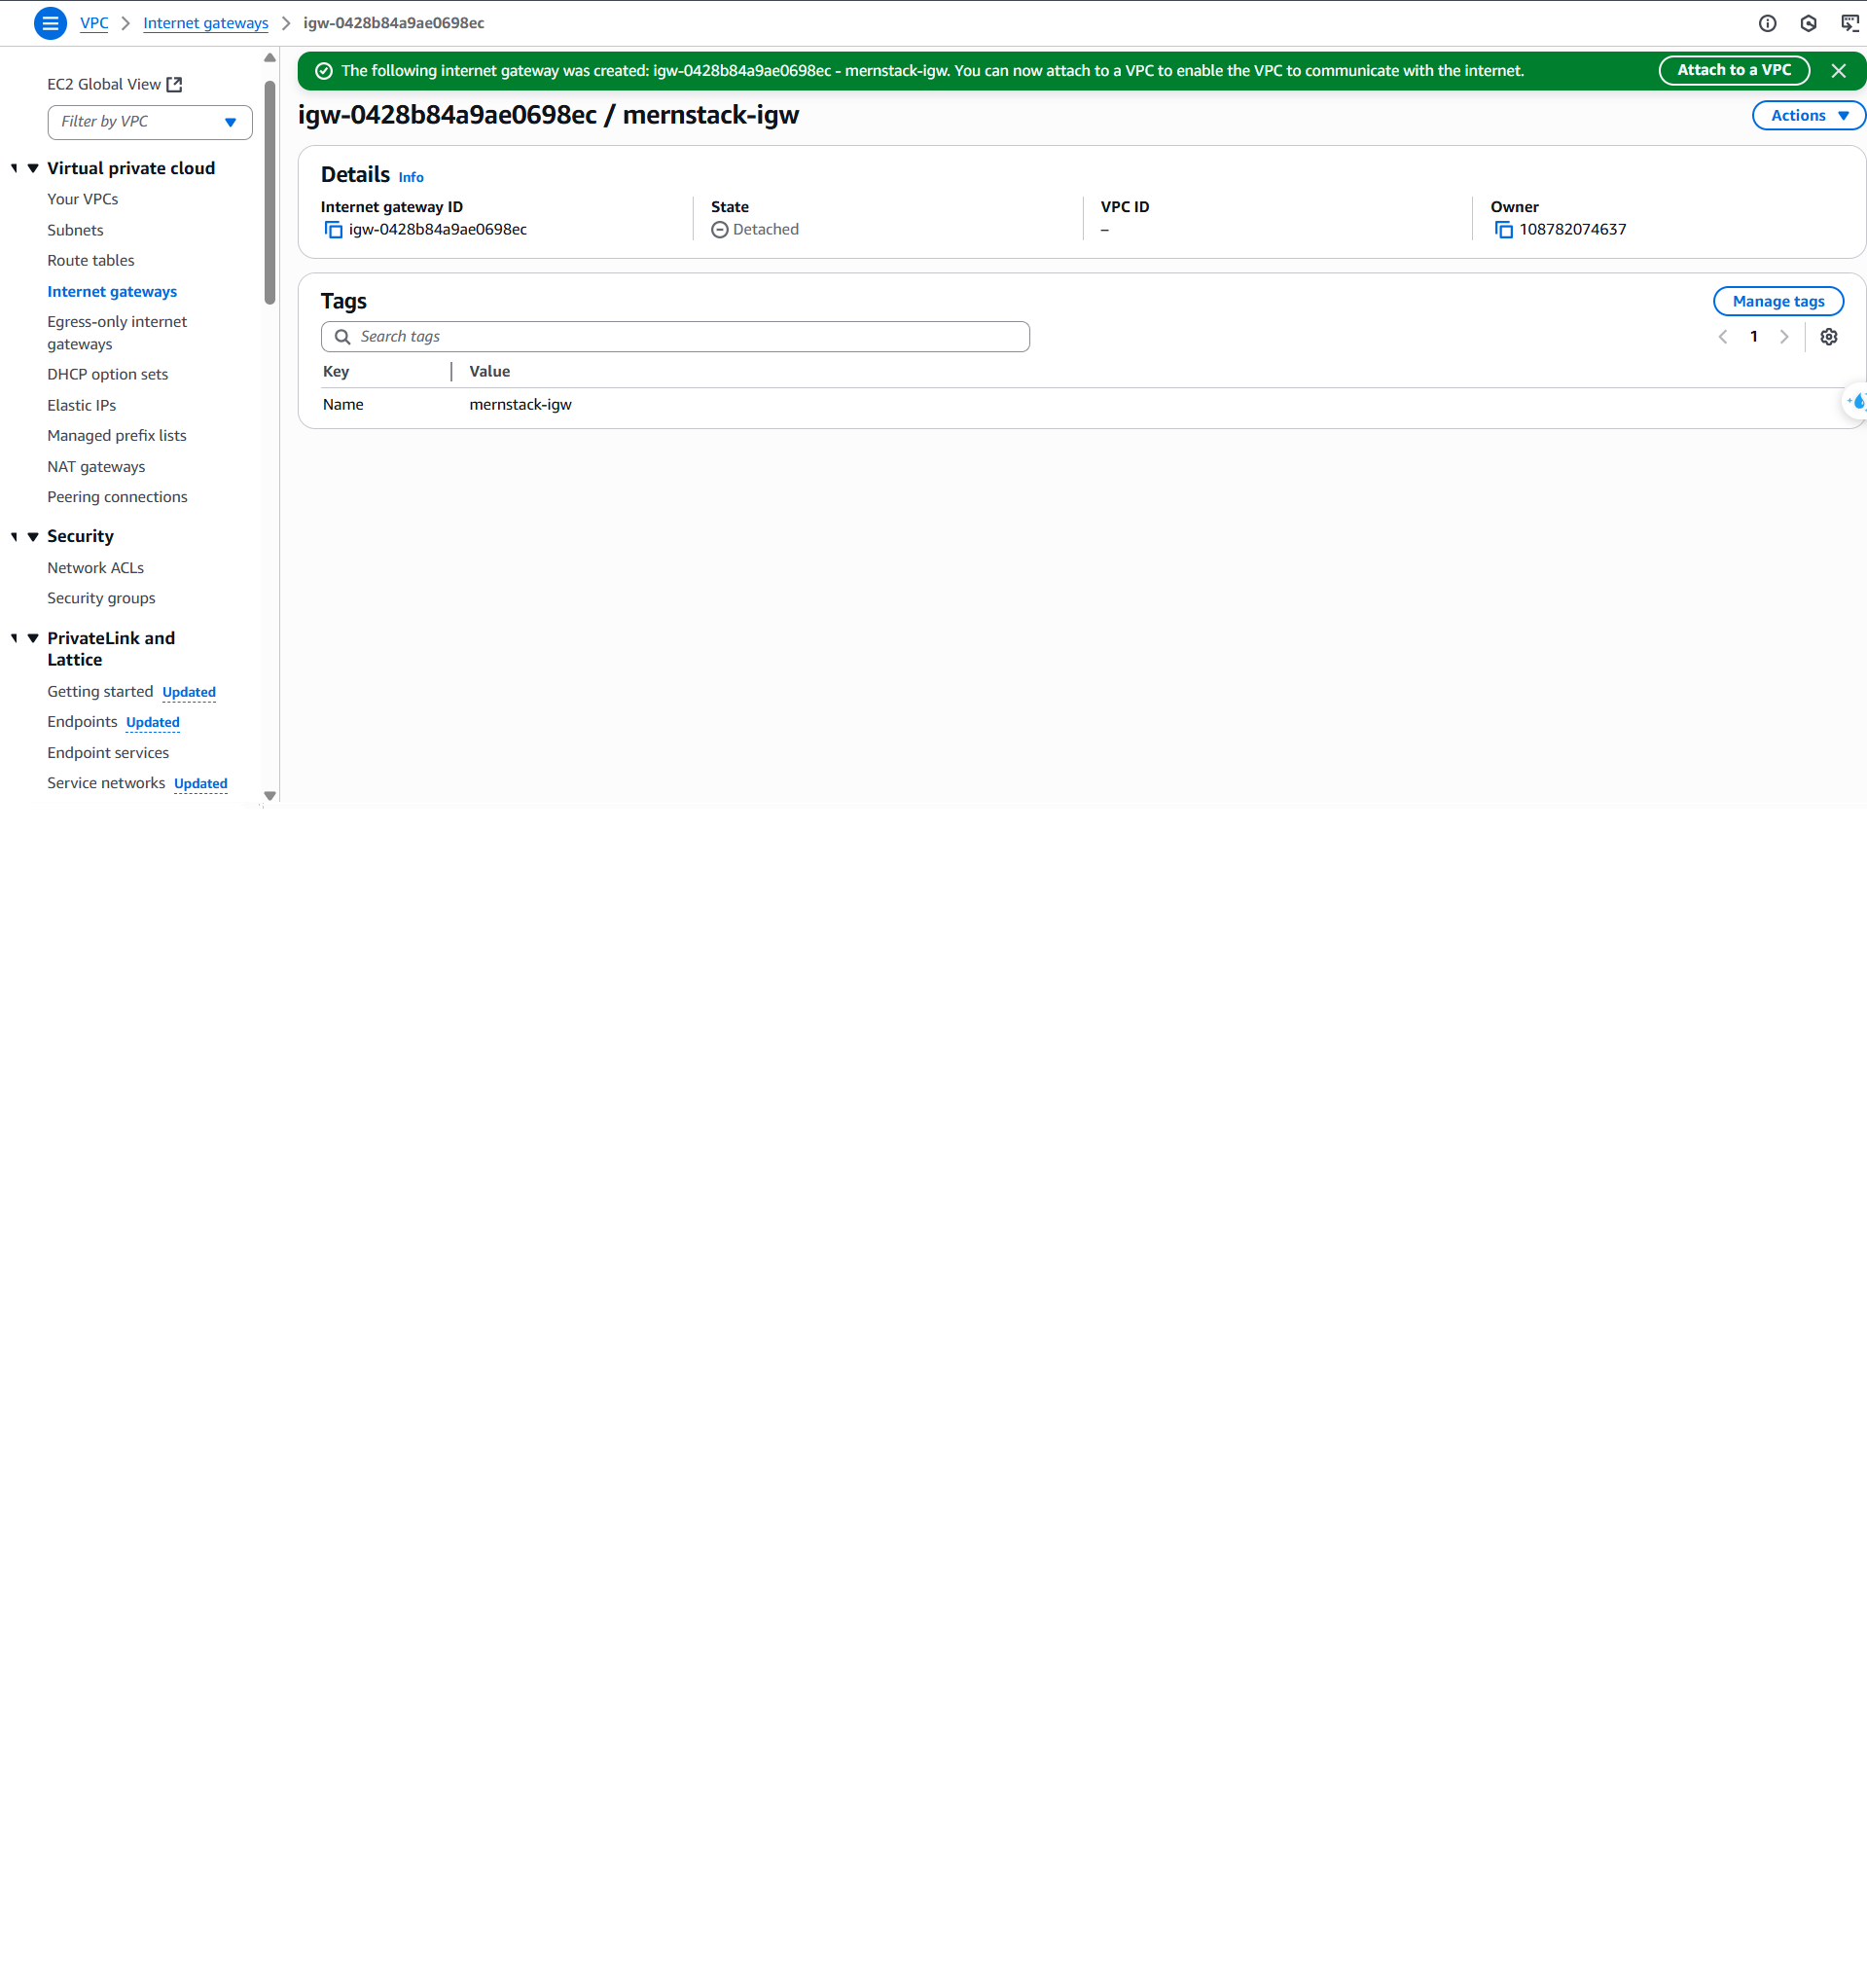 VPC > Internet gateways > igw-0428b84a9ae0698ec
EC2 Global View
Filter by VPC
Virtual private cloud
Your VPCs
Subnets
Route tables
Internet gateways
Egress-only internet
gateways
DHCP option sets
Elastic IPs
Managed prefix lists
NAT gateways
Peering connections
Security
Network ACLs
Security groups
PrivateLink and
Lattice
Getting started Updated
Endpoints Updated
Endpoint services
Service networks Updated
The following internet gateway was created: igw-0428b84a9ae0698ec - mernstack-igw. You can now attach to a VPC to enable the VPC to communicate with the internet.
Attach to a VPC
igw-0428b84a9ae0698ec / mernstack-igw
Actions
Details Info
Internet gateway ID
igw-0428b84a9ae0698ec
State
Detached
VPC ID
–
Owner
108782074637
Tags
Manage tags
Search tags
1
Key Value
Name mernstack-igw